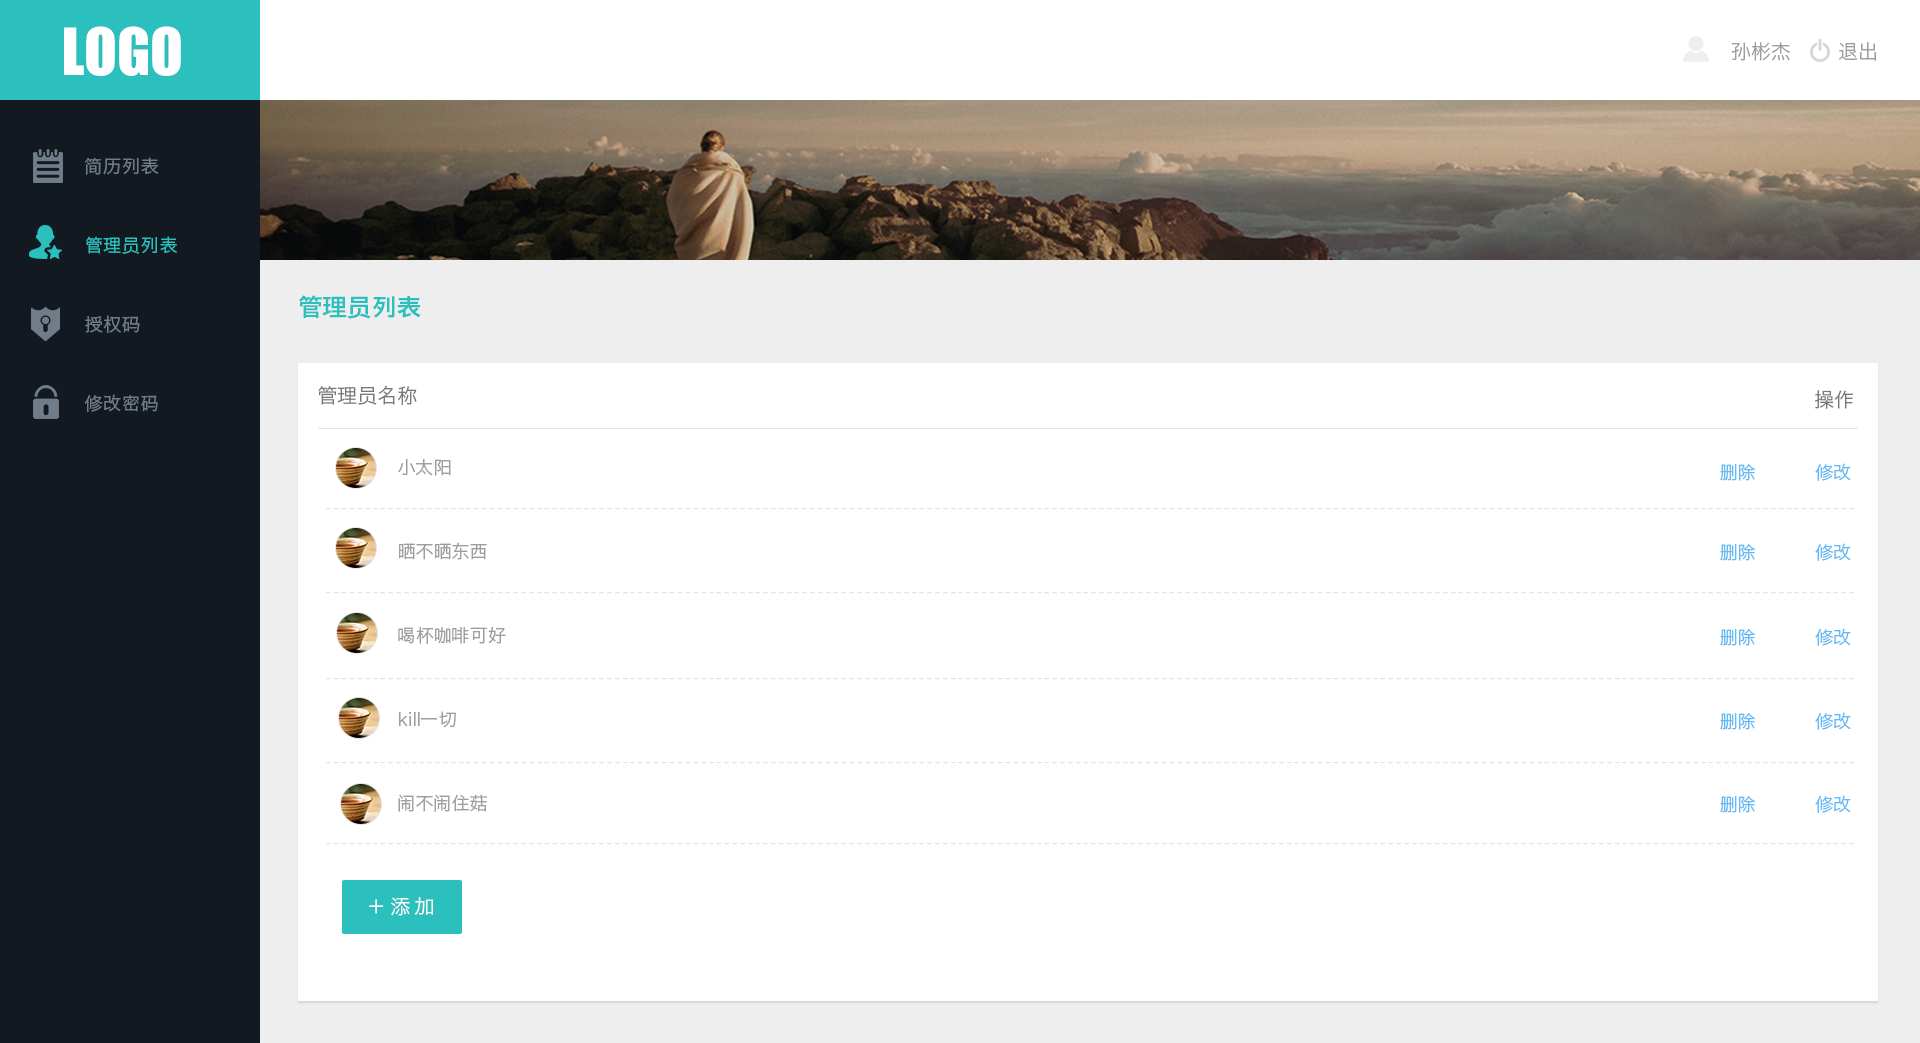 LOGO
孙彬杰 退出
简历列表
管理员列表
授权码
修改密码
管理员列表
管理员名称 操作
小太阳 删除 修改
晒不晒东西 删除 修改
喝杯咖啡可好 删除 修改
kill一切 删除 修改
闹不闹住菇 删除 修改
+ 添加